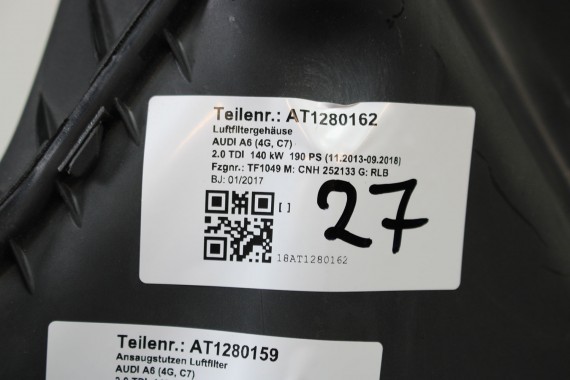 Teilenr.: AT1280162
Luftfiltergehäuse
AUDI A6 (4G, C7)
2.0 TDI 140 kW 190 PS (11.2013-09.2018)
Fzgnr.: TF1049 M: CNH 252133 G: RLB
BJ: 01/2017
[ ]
27
18AT1280162
Teilenr.: AT1280159
Ansaugstutzen Luftfilter
AUDI A6 (4G, C7)